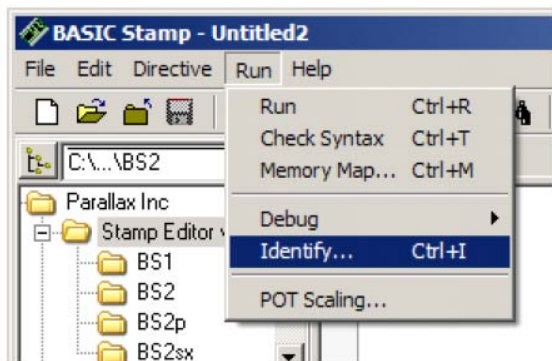 BASIC Stamp - Untitled2
File Edit Directive Run Help
Run Ctrl+R
Check Syntax Ctrl+T
Memory Map... Ctrl+M
Debug
Identify... Ctrl+I
POT Scaling...
C:\...\BS2
Parallax Inc
Stamp Editor
BS1
BS2
BS2p
BS2sx